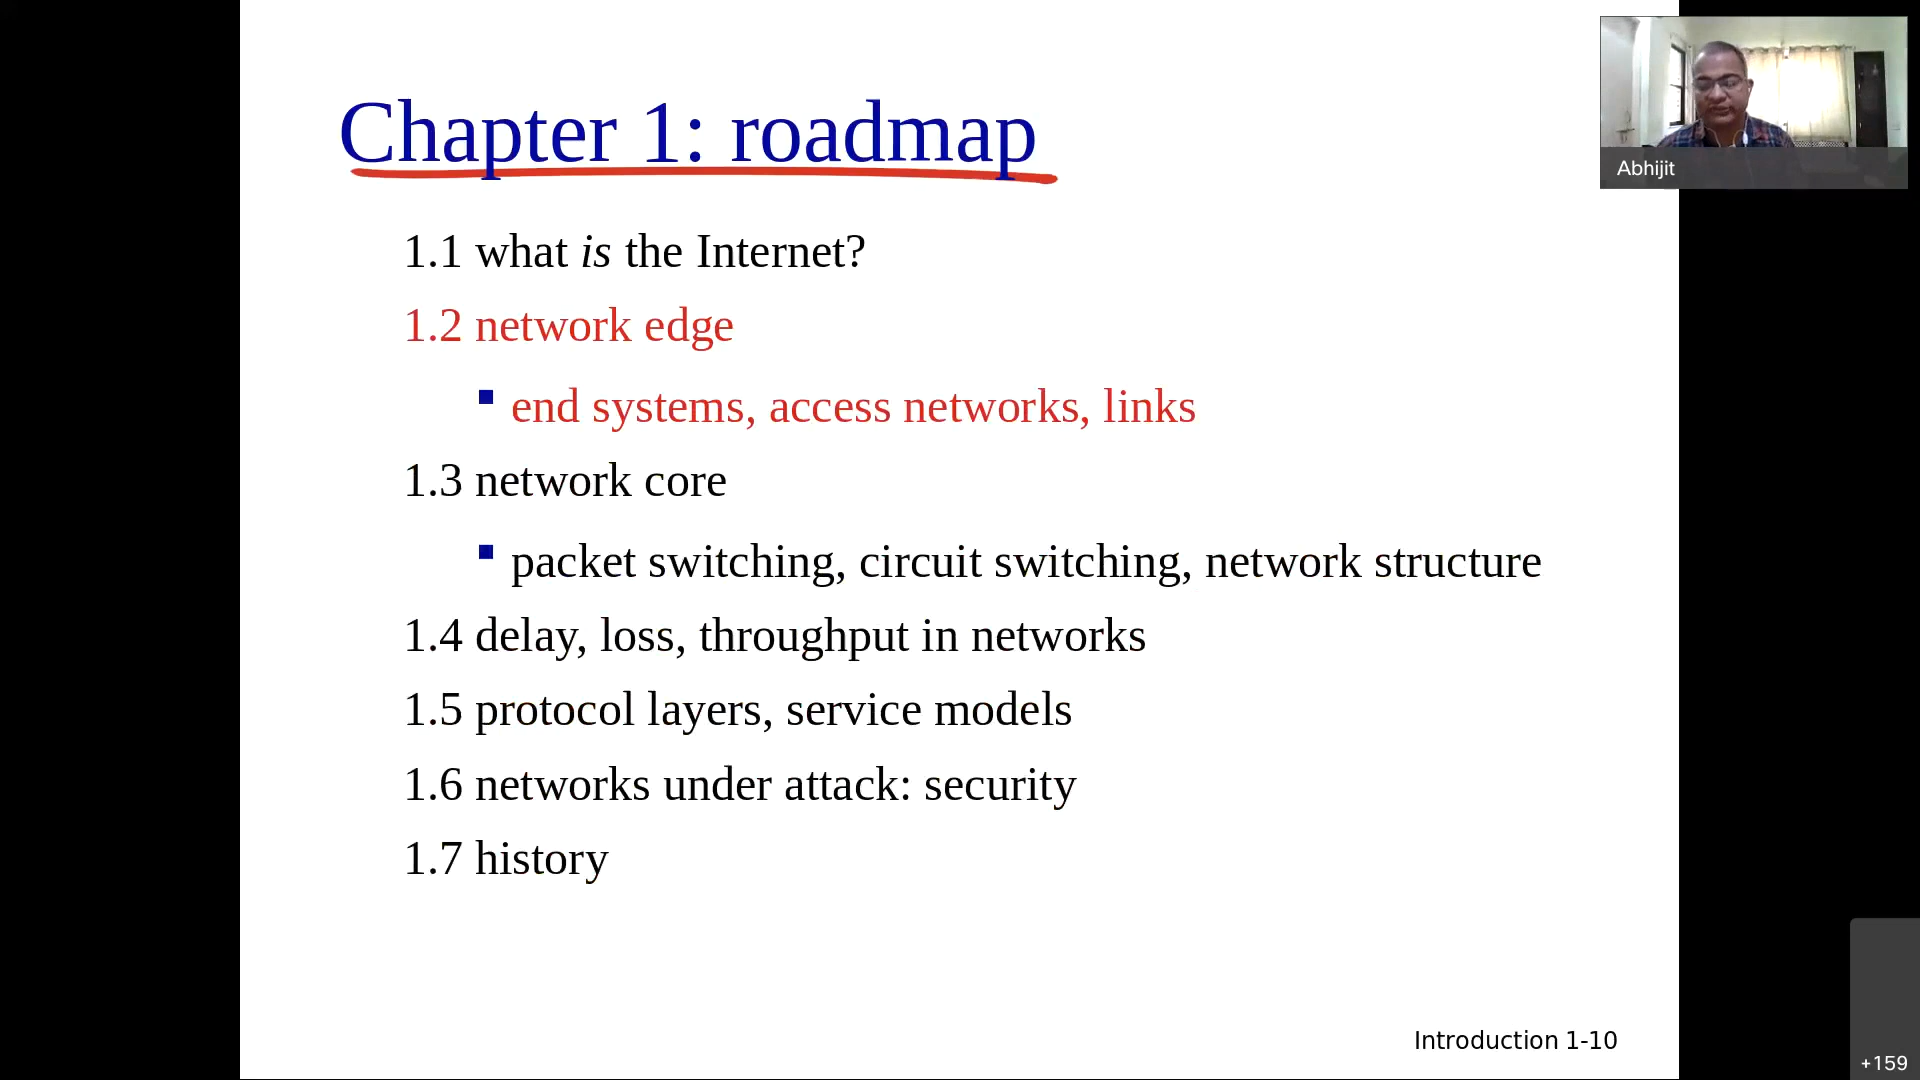 Chapter 1: roadmap
Abhijit
1.1 what is the Internet?
1.2 network edge
▪ end systems, access networks, links
1.3 network core
▪ packet switching, circuit switching, network structure
1.4 delay, loss, throughput in networks
1.5 protocol layers, service models
1.6 networks under attack: security
1.7 history
Introduction 1-10
+159